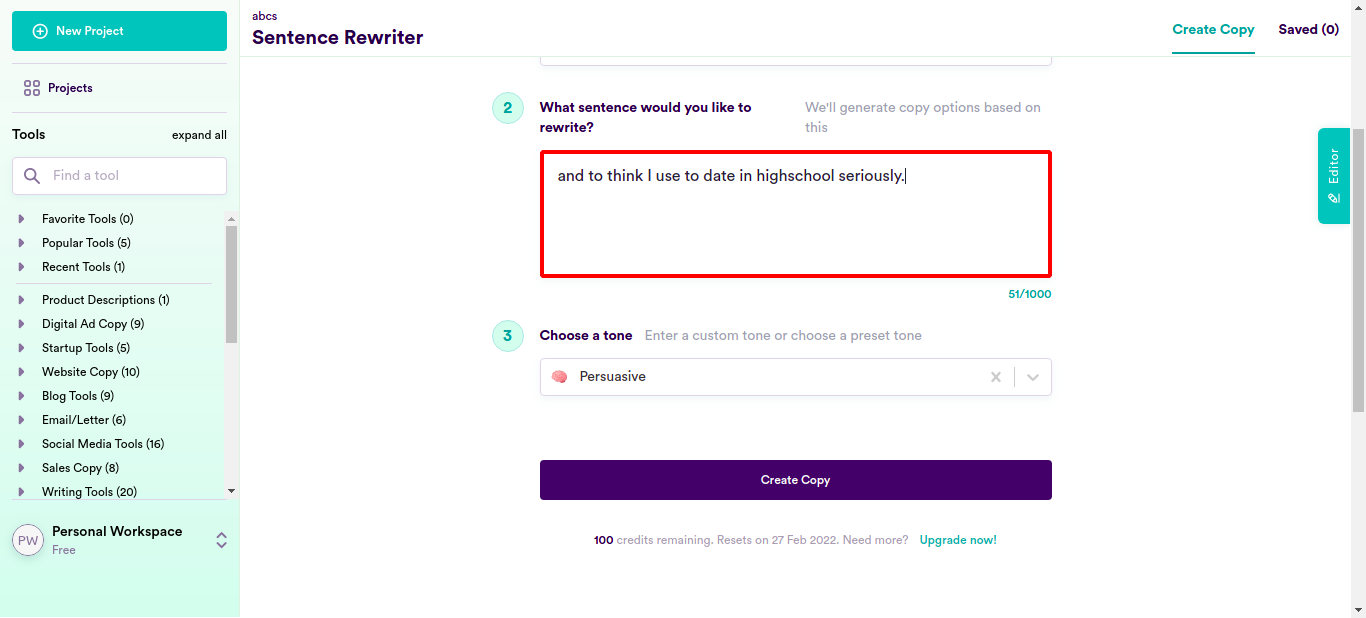 New Project
Projects
Tools
expand all
Find a tool
Favorite Tools (0)
Popular Tools (5)
Recent Tools (1)
Product Descriptions (1)
Digital Ad Copy (9)
Startup Tools (5)
Website Copy (10)
Blog Tools (9)
Email/Letter (6)
Social Media Tools (16)
Sales Copy (8)
Writing Tools (20)
PW
Personal Workspace
Free
abcs
Sentence Rewriter
Create Copy
Saved (0)
2
What sentence would you like to
rewrite?
We'll generate copy options based on
this
and to think I use to date in highschool seriously.
51/1000
3
Choose a tone
Enter a custom tone or choose a preset tone
Persuasive
Create Copy
100 credits remaining. Resets on 27 Feb 2022. Need more? Upgrade now!
Editor